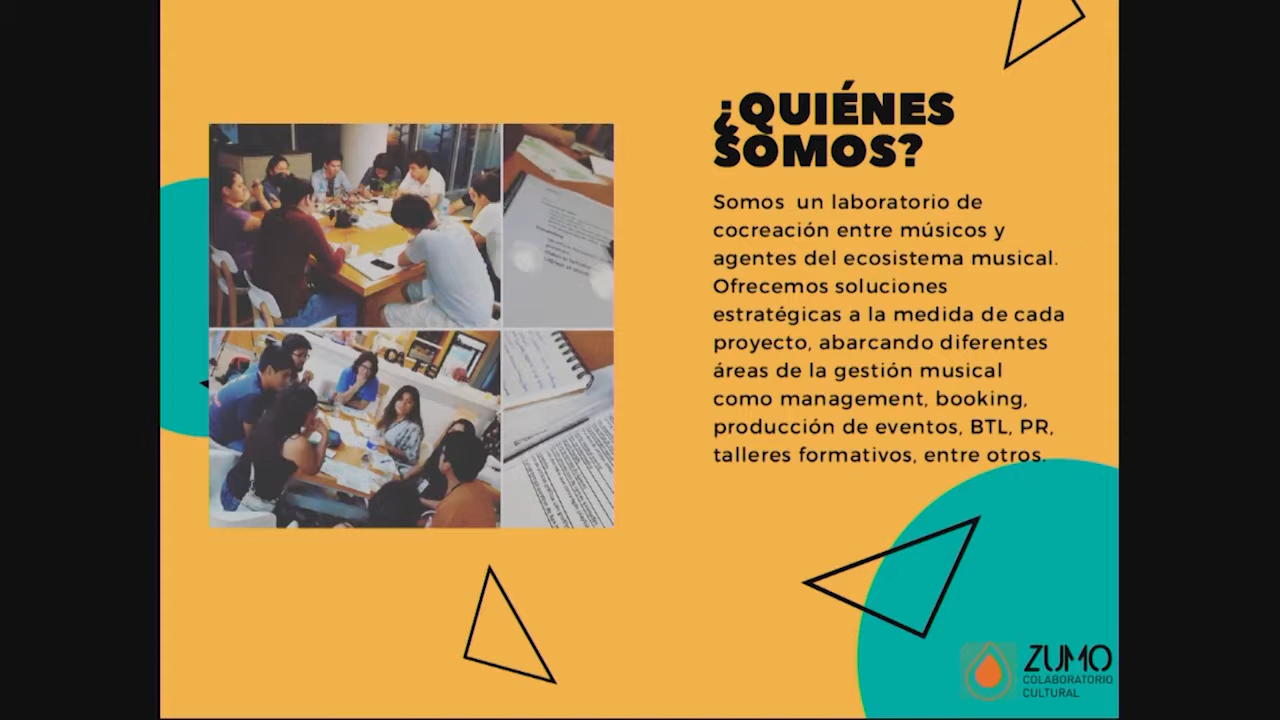 ¿QUIÉNES
SOMOS?
Somos un laboratorio de
cocreación entre músicos y
agentes del ecosistema musical.
Ofrecemos soluciones
estratégicas a la medida de cada
proyecto, abarcando diferentes
áreas de la gestión musical
como management, booking,
producción de eventos, BTL, PR,
talleres formativos, entre otros.
ZUMO
COLABORATORIO
CULTURAL